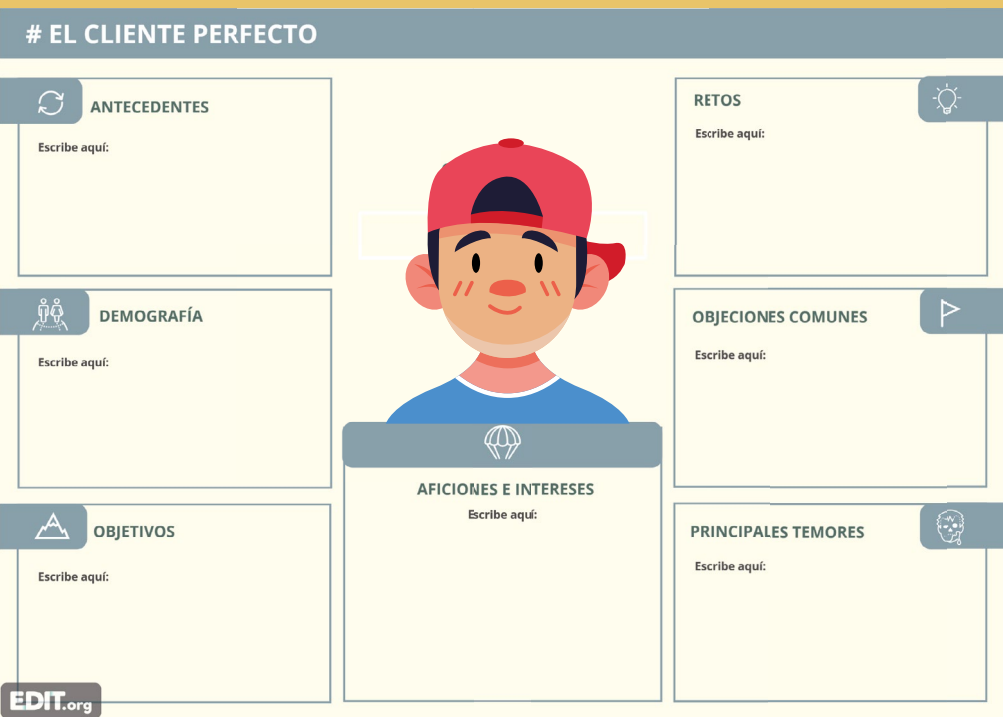 # EL CLIENTE PERFECTO
ANTECEDENTES
Escribe aquí:
DEMOGRAFÍA
Escribe aquí:
OBJETIVOS
Escribe aquí:
AFICIONES E INTERESES
Escribe aquí:
RETOS
Escribe aquí:
OBJECIONES COMUNES
Escribe aquí:
PRINCIPALES TEMORES
Escribe aquí:
EDIT.org